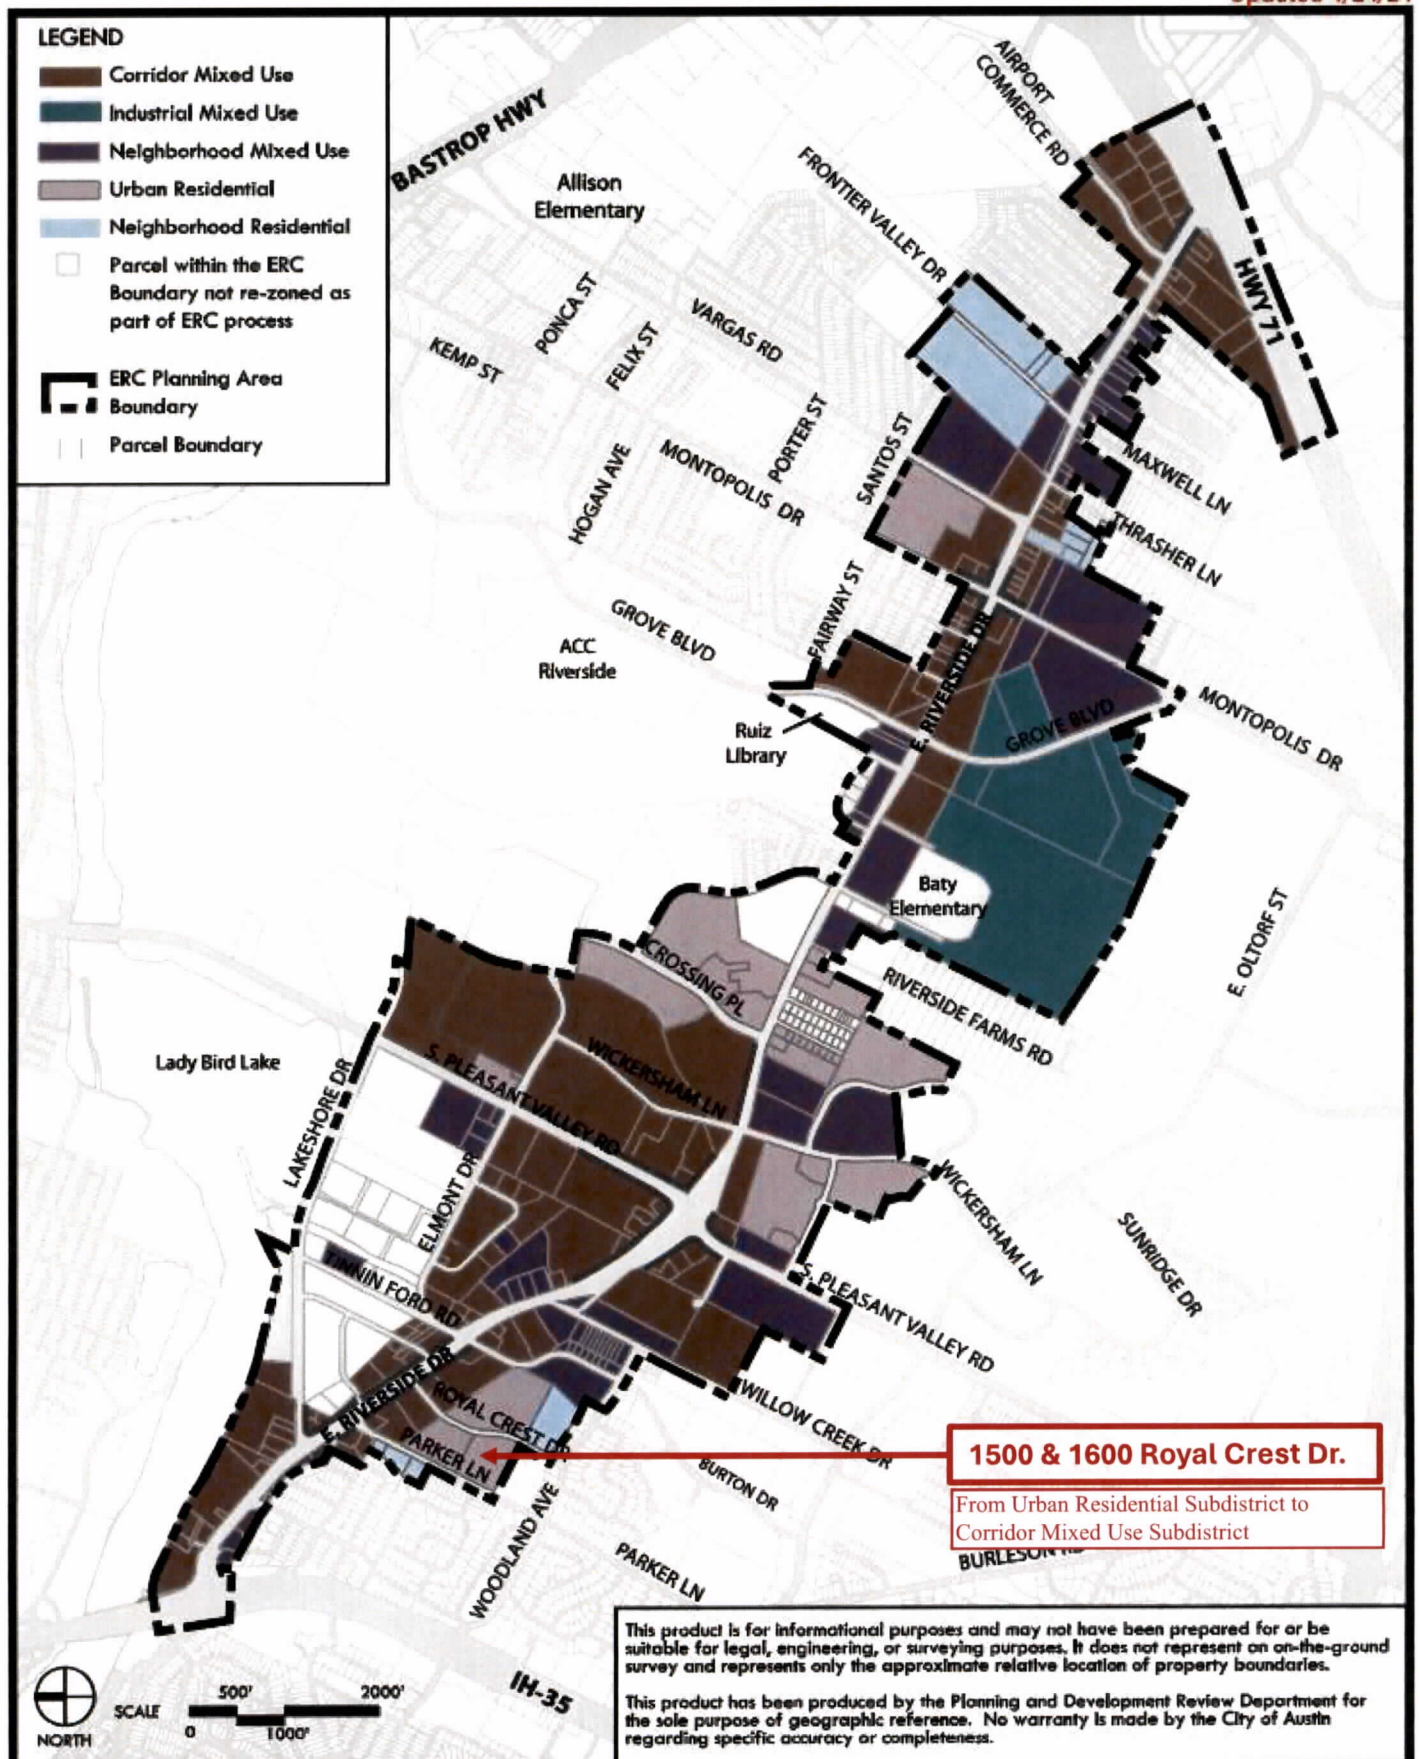 LEGEND
Corridor Mixed Use
Industrial Mixed Use
Neighborhood Mixed Use
Urban Residential
Neighborhood Residential
Parcel within the ERC
Boundary not re-zoned as
part of ERC process
ERC Planning Area
Boundary
Parcel Boundary
BASTROP HWY
Allison
Elementary
AIRPORT
COMMERCE RD
FRONTIER VALLEY DR
HWY 71
PONCA ST
VARGAS RD
KEMP ST
FELIX ST
PORTER ST
SANTOS ST
HOGAN AVE
MONTOPOLIS DR
MAXWELL LN
THRASHER LN
FAIRWAY ST
GROVE BLVD
ACC
Riverside
E. RIVERSIDE DR
Ruiz
Library
GROVE BLVD
MONTOPOLIS DR
Baty
Elementary
E. OLTORF ST
CROSSING PL
RIVERSIDE FARMS RD
Lady Bird Lake
LAKESHORE DR
S. PLEASANT VALLEY RD
WICKERSHAM LN
ELMONT DR
WICKERSHAM LN
SUNRIDGE DR
TINNIN FORD RD
S. PLEASANT VALLEY RD
E. RIVERSIDE DR
ROYAL CREST DR
WILLOW CREEK DR
PARKER LN
BURTON DR
1500 & 1600 Royal Crest Dr.
From Urban Residential Subdistrict to
Corridor Mixed Use Subdistrict
WOODLAND AVE
PARKER LN
BURLESON RD
IH-35
NORTH
SCALE
500'
2000'
0
1000'
This product is for informational purposes and may not have been prepared for or be
suitable for legal, engineering, or surveying purposes. It does not represent an on-the-ground
survey and represents only the approximate relative location of property boundaries.
This product has been produced by the Planning and Development Review Department for
the sole purpose of geographic reference. No warranty is made by the City of Austin
regarding specific accuracy or completeness.